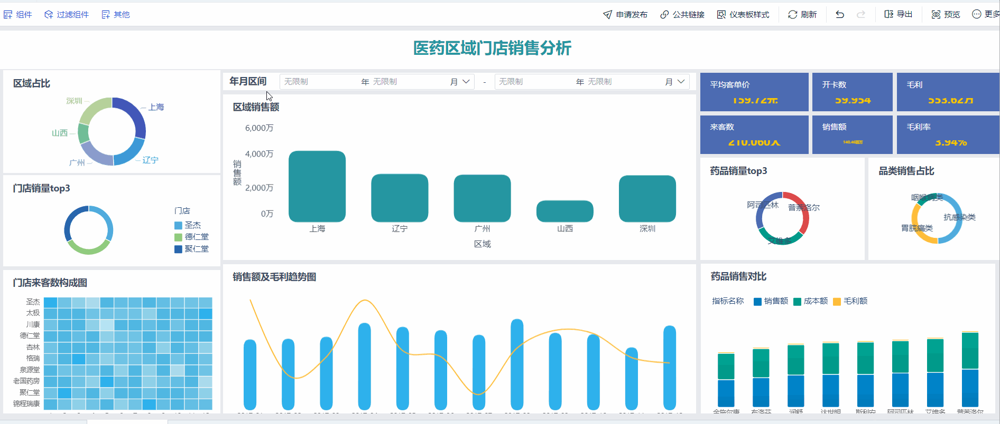 组件 过滤组件 其他 申请发布 公共链接 仪表板样式 刷新 导出 预览 更多
医药区域门店销售分析
区域占比
深圳 上海
山西
广州 辽宁
门店销量top3
门店
圣杰
德仁堂
聚仁堂
门店来客数构成图
圣杰
太极
川康
德仁堂
杏林
格瑞
泉源堂
老国药房
聚仁堂
锦程瑞康
年月区间 无限制 年 无限制 月 - 无限制 年 无限制 月
区域销售额
6,000万
4,000万
2,000万
0万
销售额
上海 辽宁 广州 山西 深圳
区域
销售额及毛利趋势图
平均客单价 开卡数 毛利
159.72元 59,954 553.62万
来客数 销售额 毛利率
210,060人 140.46百万 3.94%
药品销量top3
阿司匹林 普萘洛尔
艾维多
品类销售占比
咽喉病类
抗感染类
胃脘痛类
药品销售对比
指标名称 销售额 成本额 毛利额
金施尔康 布洛芬 润舒 达世明 斯利安 阿司匹林 艾维多 普萘洛尔